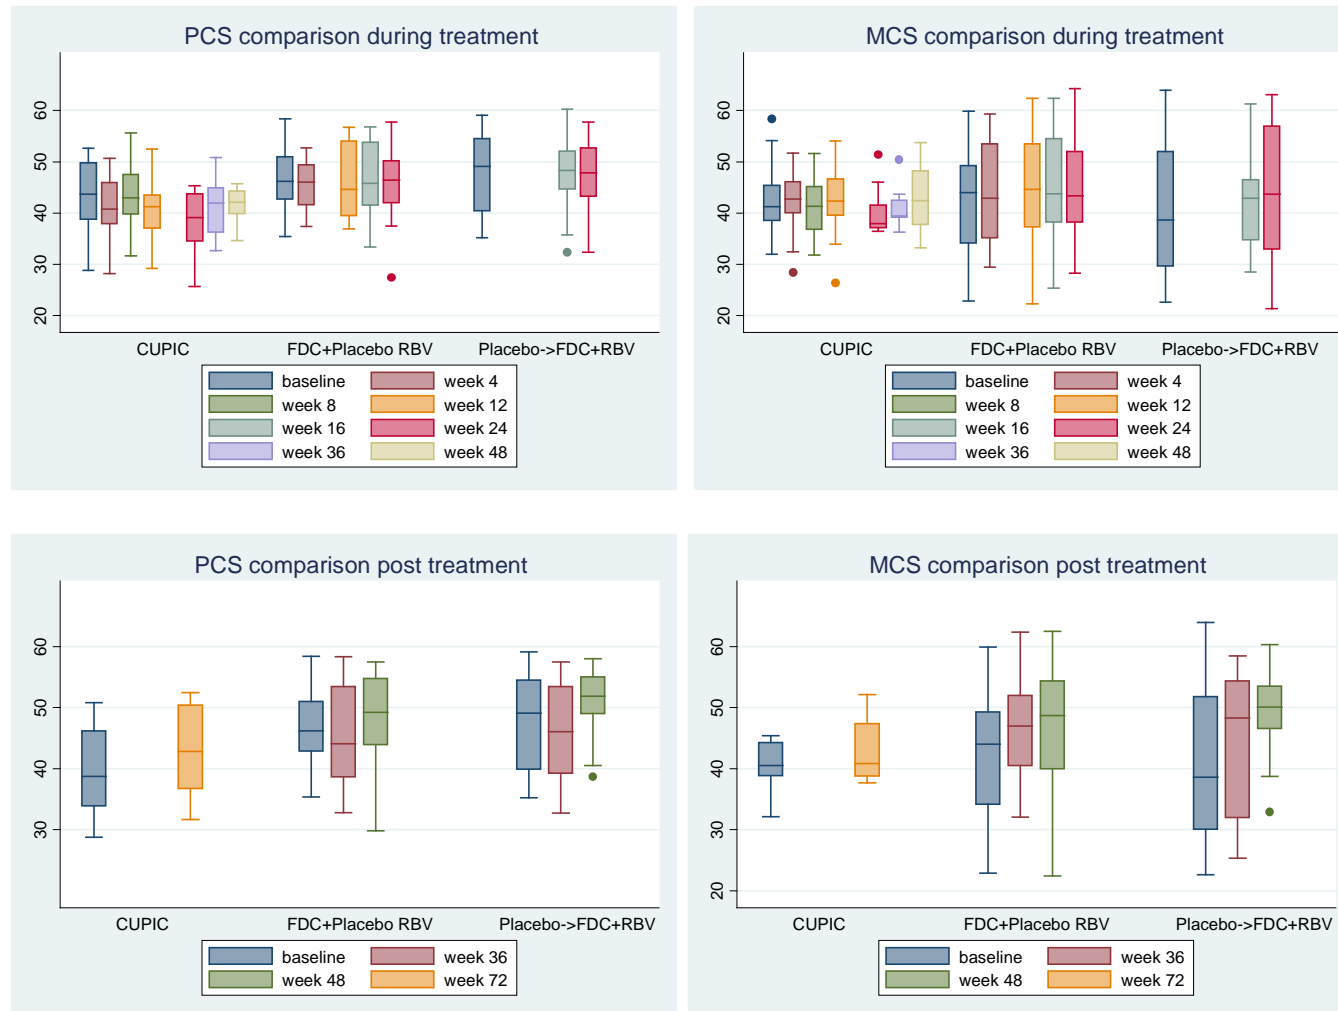 PCS comparison during treatment
60
50
40
30
20
CUPIC FDC+Placebo RBV Placebo->FDC+RBV
baseline week 4
week 8 week 12
week 16 week 24
week 36 week 48
MCS comparison during treatment
60
50
40
30
20
CUPIC FDC+Placebo RBV Placebo->FDC+RBV
baseline week 4
week 8 week 12
week 16 week 24
week 36 week 48
PCS comparison post treatment
60
50
40
30
CUPIC FDC+Placebo RBV Placebo->FDC+RBV
baseline week 36
week 48 week 72
MCS comparison post treatment
60
50
40
30
20
CUPIC FDC+Placebo RBV Placebo->FDC+RBV
baseline week 36
week 48 week 72